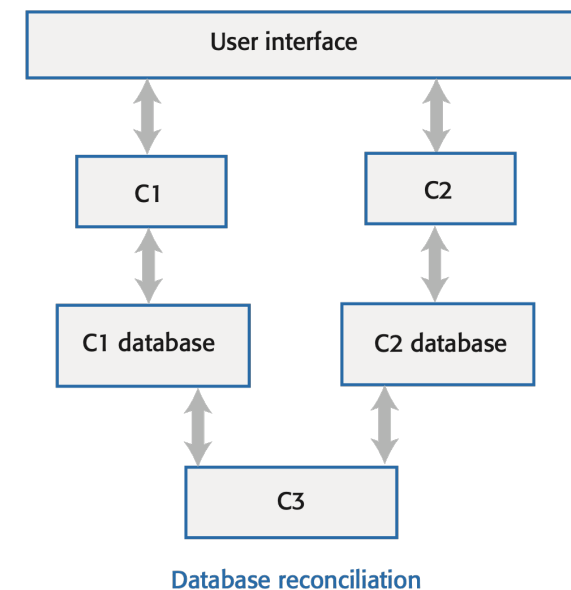 User interface
C1
C2
C1 database
C2 database
C3
Database reconciliation